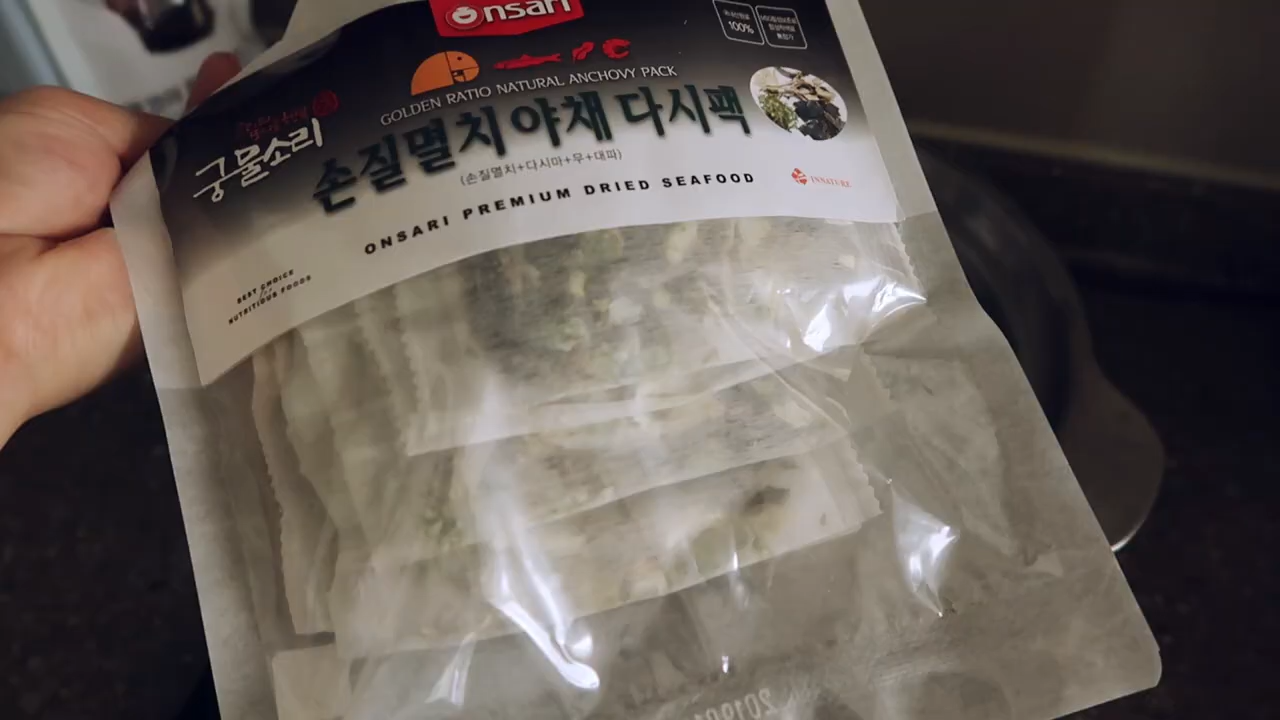 onsari
100%
GOLDEN RATIO NATURAL ANCHOVY PACK
궁물소리
손질멸치 야채 다시팩
(손질멸치+다시마+무+대파)
INNATURE
ONSARI PREMIUM DRIED SEAFOOD
BEST CHOICE
for
NUTRITIOUS FOODS